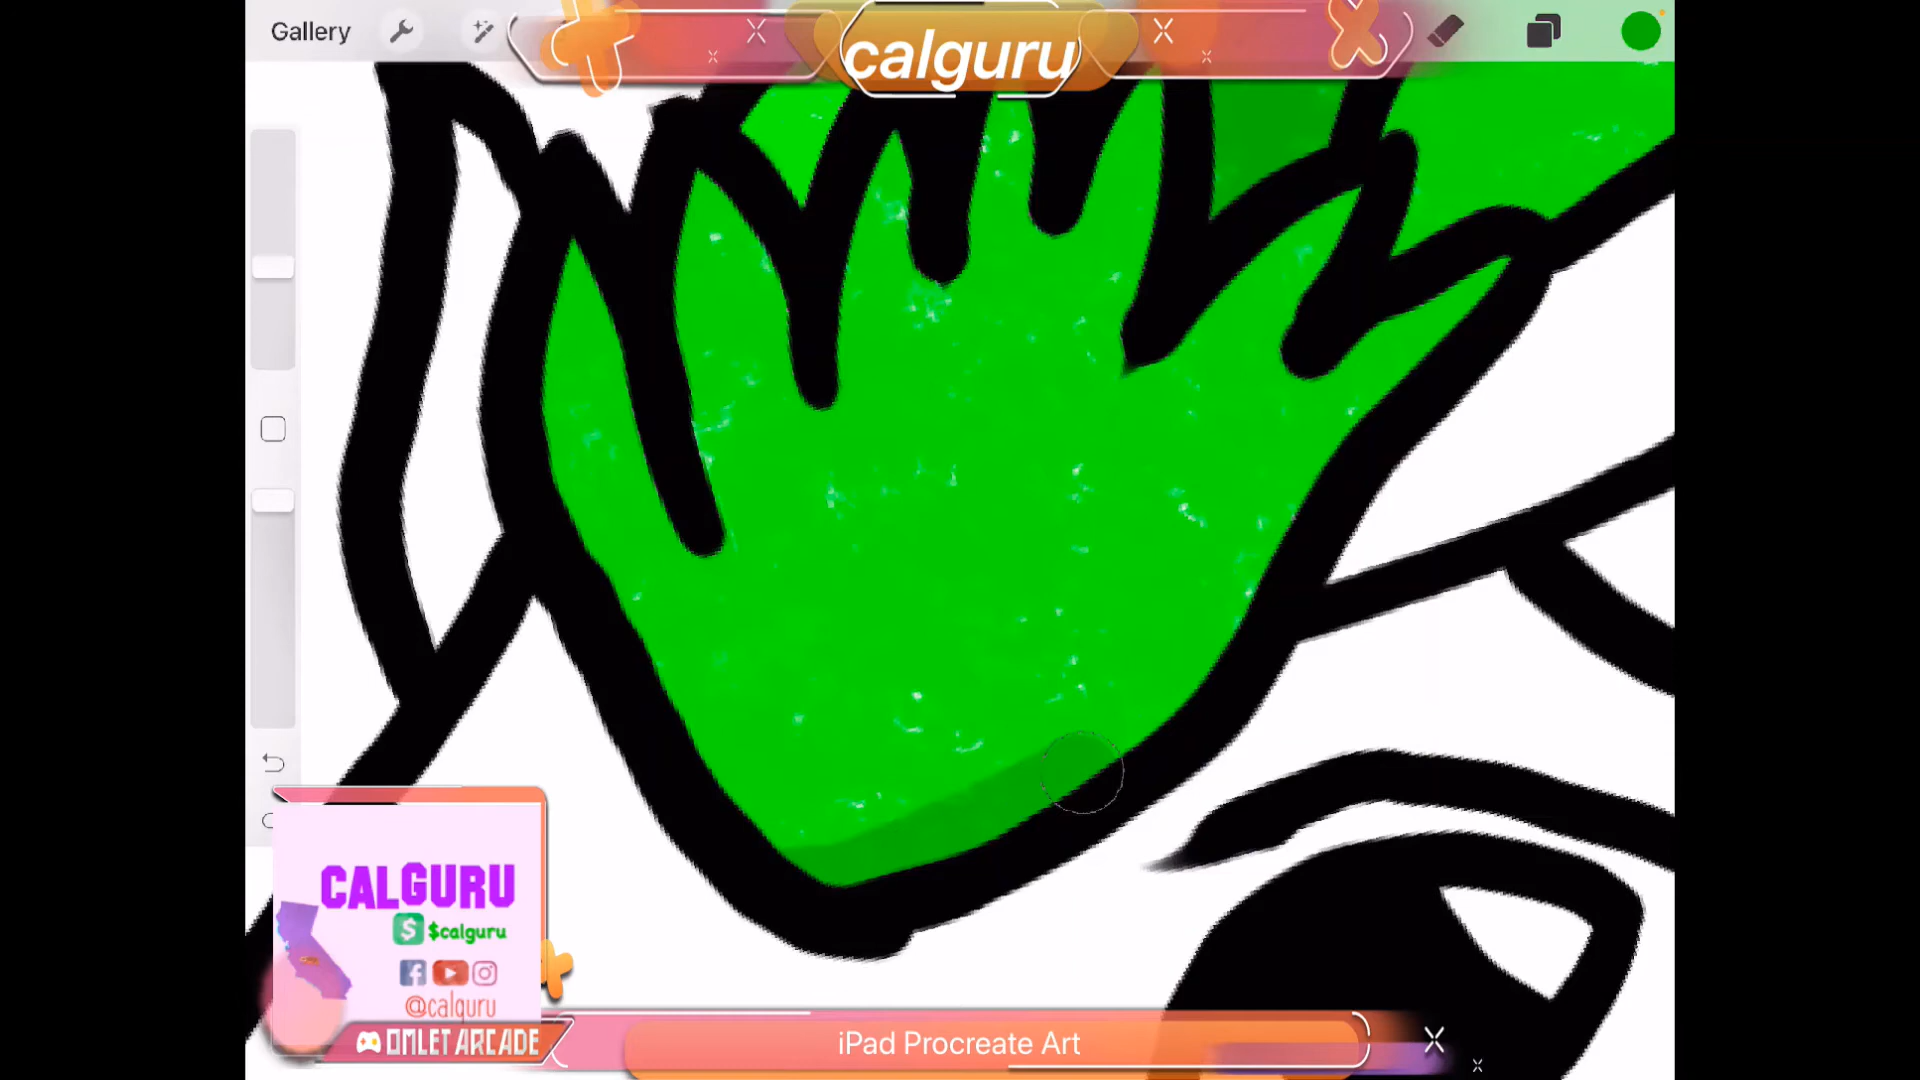 Gallery
calguru
CALGURU
$ $calguru
@calguru
OMLET ARCADE
iPad Procreate Art